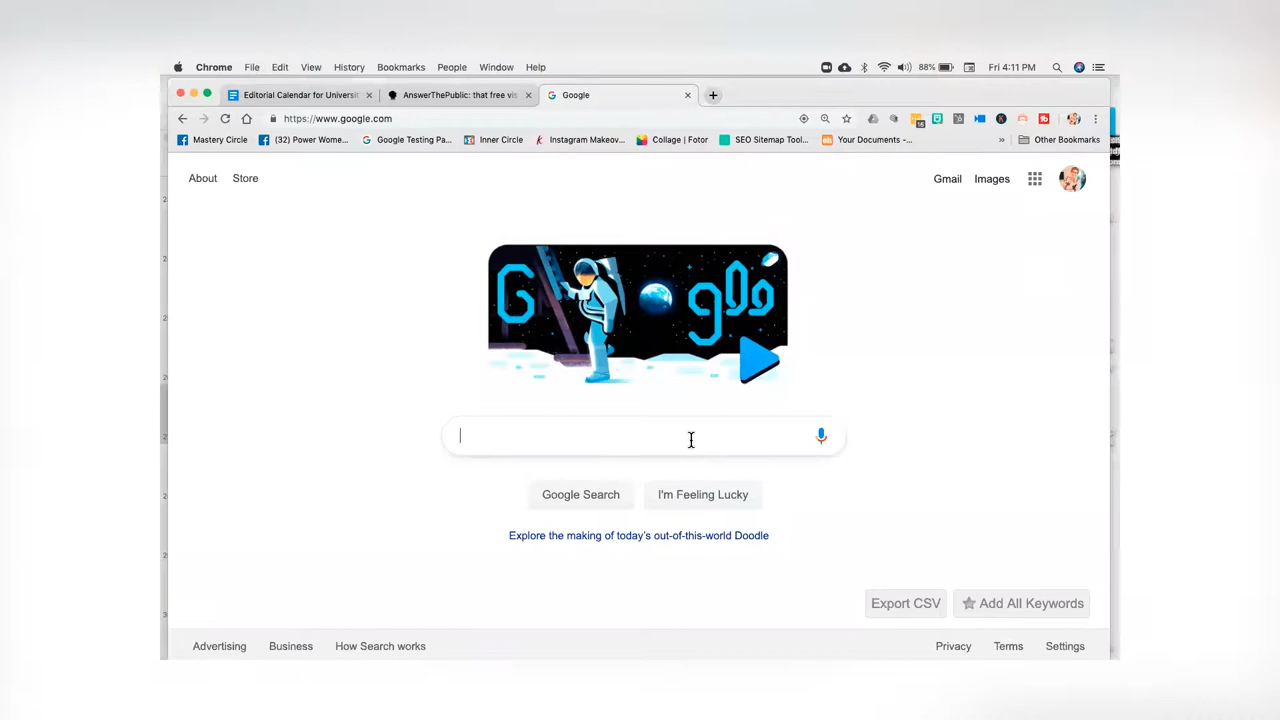 Chrome File Edit View History Bookmarks People Window Help 88% Fri 4:11 PM
Editorial Calendar for Universit AnswerThePublic: that free vis Google
https://www.google.com
Mastery Circle (32) Power Wome... Google Testing Pa... Inner Circle Instagram Makeov... Collage | Fotor SEO Sitemap Tool... Your Documents -... » Other Bookmarks
About Store Gmail Images
G gle
Google Search I'm Feeling Lucky
Explore the making of today's out-of-this-world Doodle
Export CSV Add All Keywords
Advertising Business How Search works Privacy Terms Settings